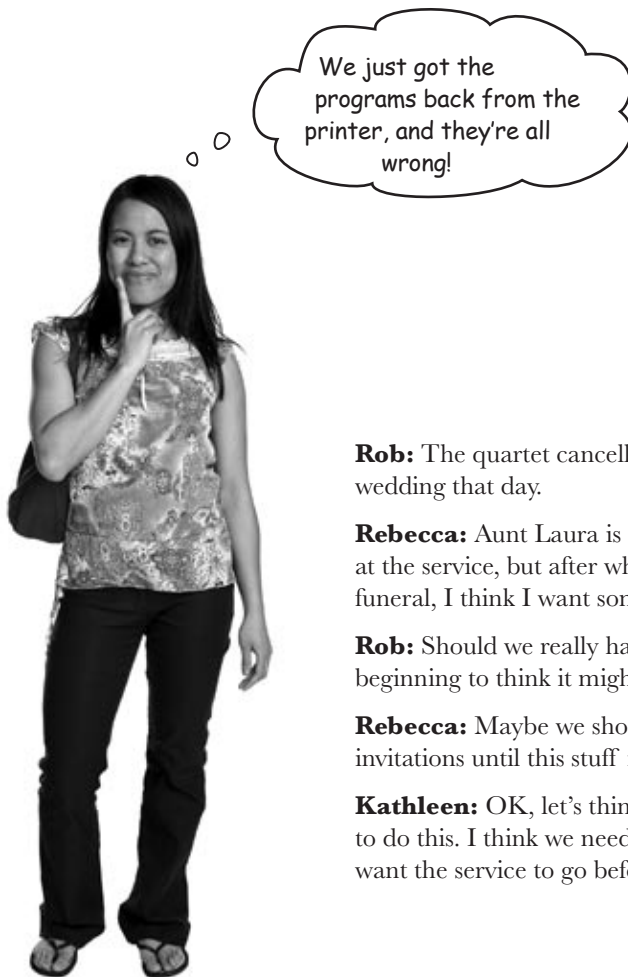 We just got the
programs back from the
printer, and they're all
wrong!
Rob: The quartet cancell
wedding that day.
Rebecca: Aunt Laura is
at the service, but after wh
funeral, I think I want som
Rob: Should we really ha
beginning to think it migh
Rebecca: Maybe we shou
invitations until this stuff
Kathleen: OK, let's thin
to do this. I think we need
want the service to go befo